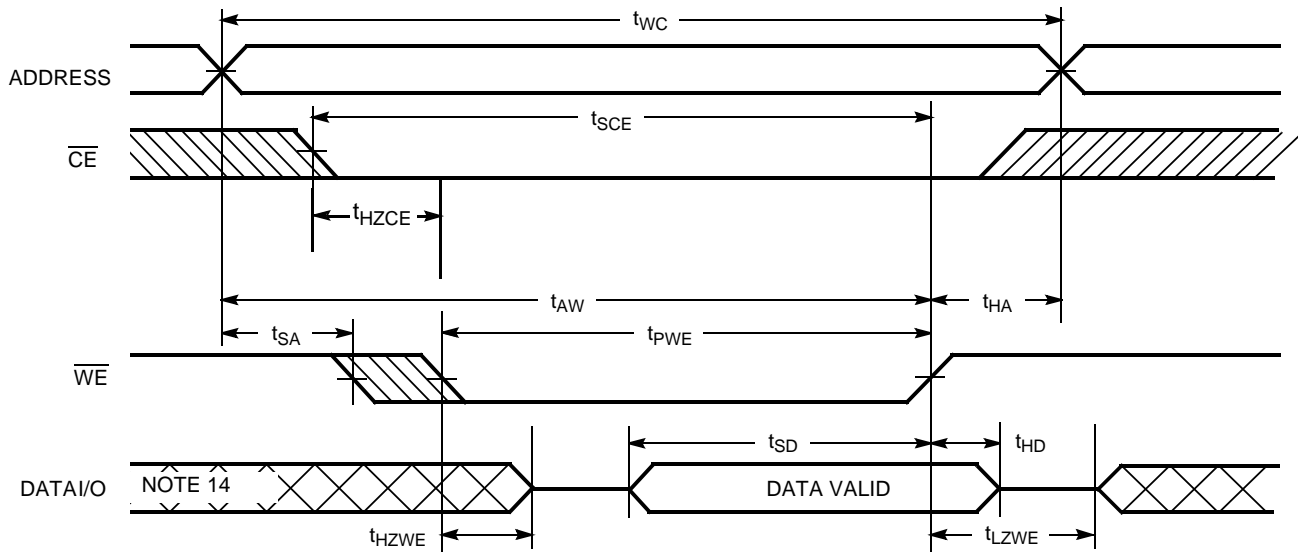 tWC
ADDRESS
tSCE
CE
tHZCE
tAW
tHA
tSA
tPWE
WE
tSD
tHD
DATAI/O
NOTE 14
DATA VALID
tHZWE
tLZWE